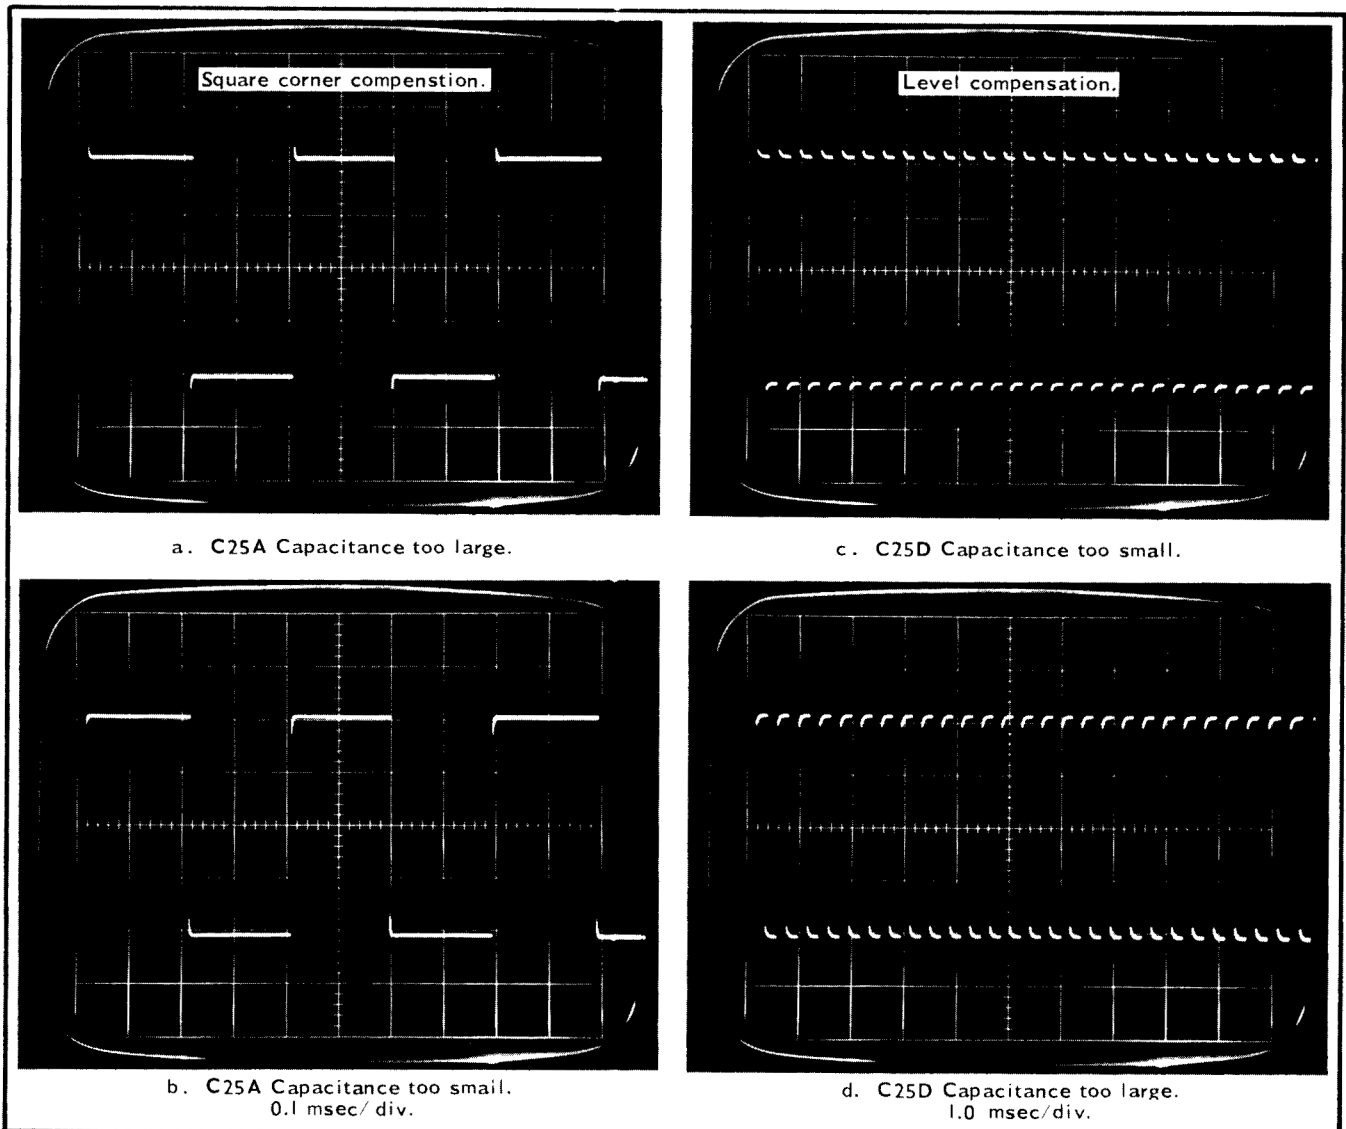 Square corner compenstion.
a. C25A Capacitance too large.
b. C25A Capacitance too small.
0.1 msec/ div.
Level compensation.
c. C25D Capacitance too small.
d. C25D Capacitance too large.
1.0 msec/div.